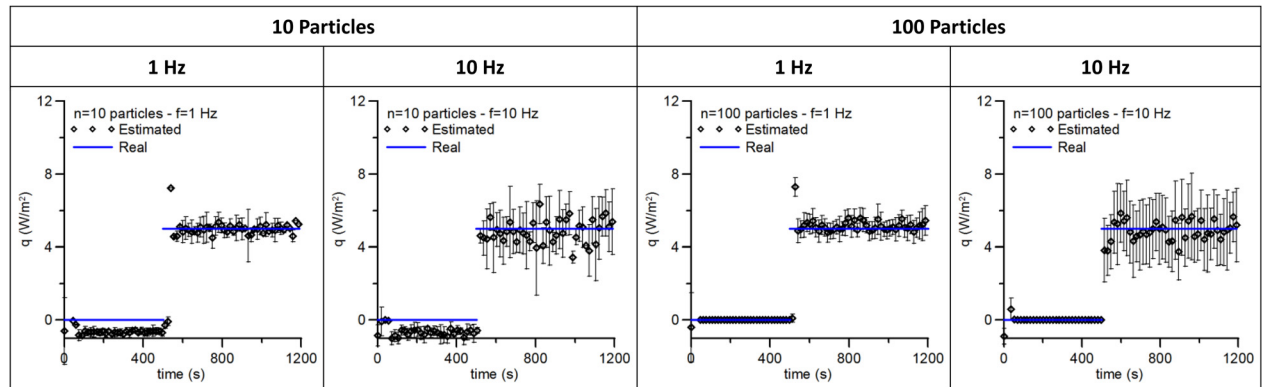 10 Particles
100 Particles
1 Hz
10 Hz
1 Hz
10 Hz
12
8
4
0
q (W/m²)
n=10 particles - f=1 Hz
Estimated
Real
0
400
800
1200
time (s)
12
8
4
0
q (W/m²)
n=10 particles - f=10 Hz
Estimated
Real
0
400
800
1200
time (s)
12
8
4
0
q (W/m²)
n=100 particles - f=1 Hz
Estimated
Real
0
400
800
1200
time (s)
12
8
4
0
q (W/m²)
n=100 particles - f=10 Hz
Estimated
Real
0
400
800
1200
time (s)